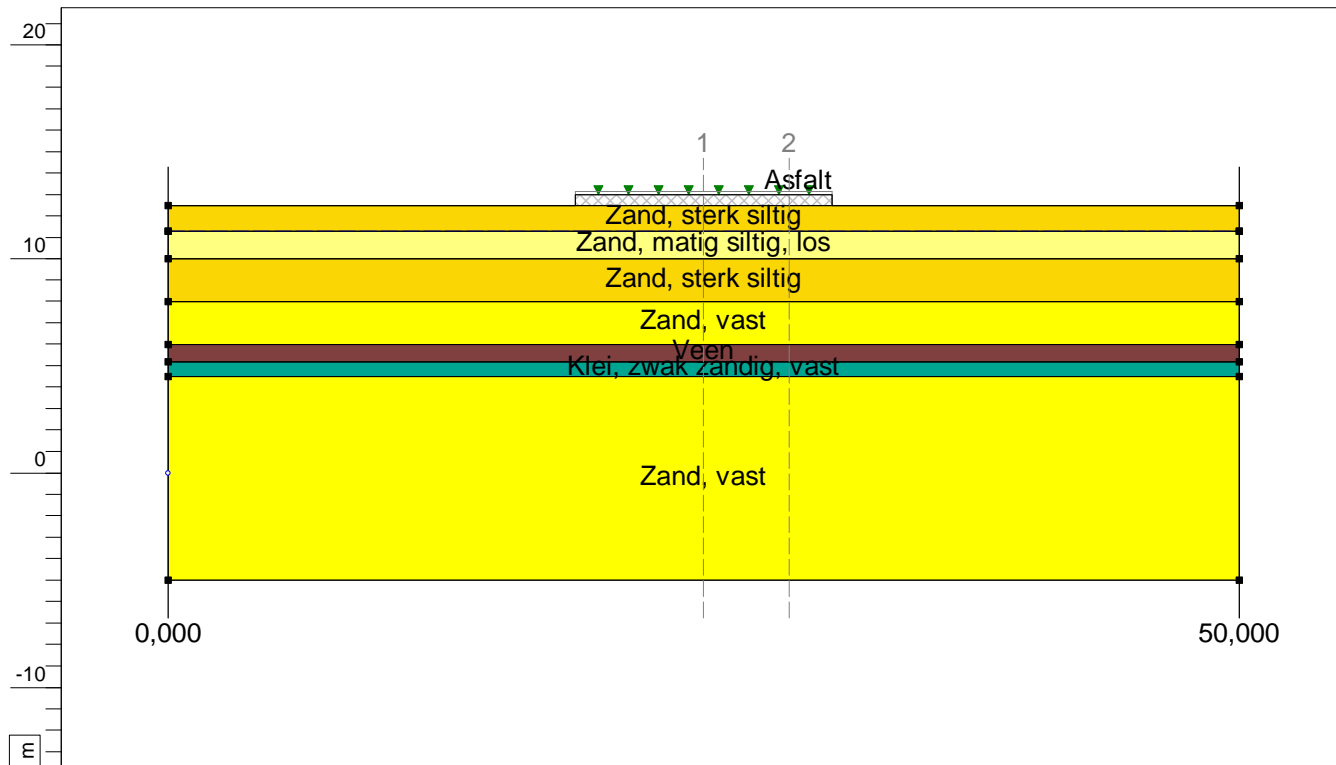 20
1 2
Asfalt
Zand, sterk siltig
Zand, matig siltig, los
10
Zand, sterk siltig
Zand, vast
Veen
Klei, zwak zandig, vast
0
Zand, vast
0,000 50,000
-10
m